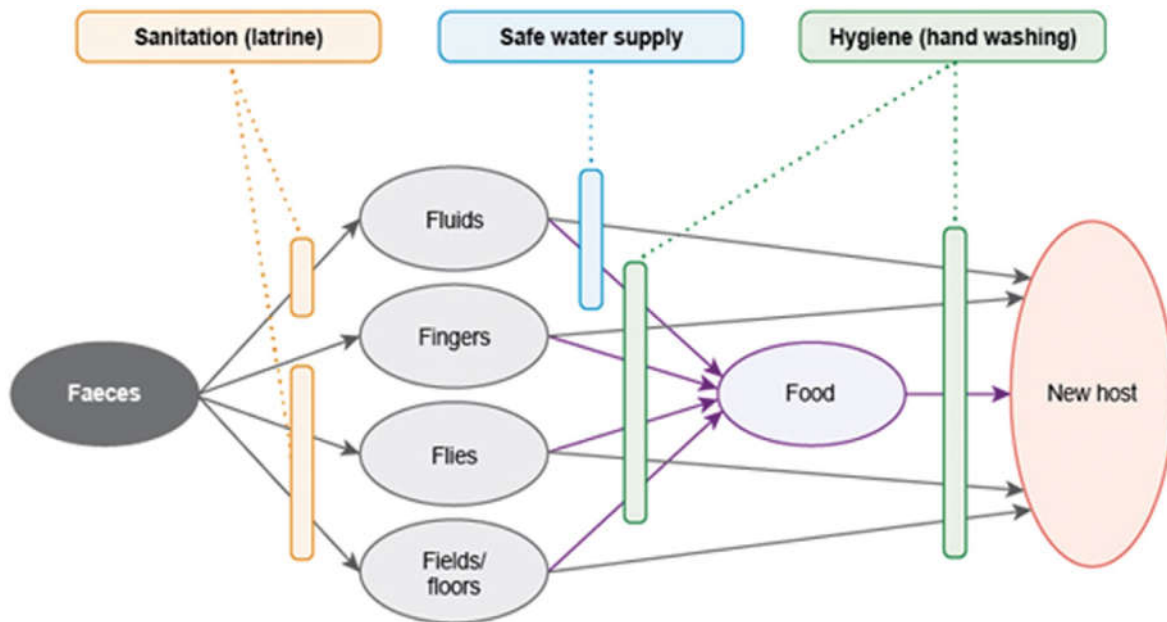 Sanitation (latrine)
Safe water supply
Hygiene (hand washing)
Fluids
Fingers
Faeces
Food
New host
Flies
Fields/
floors